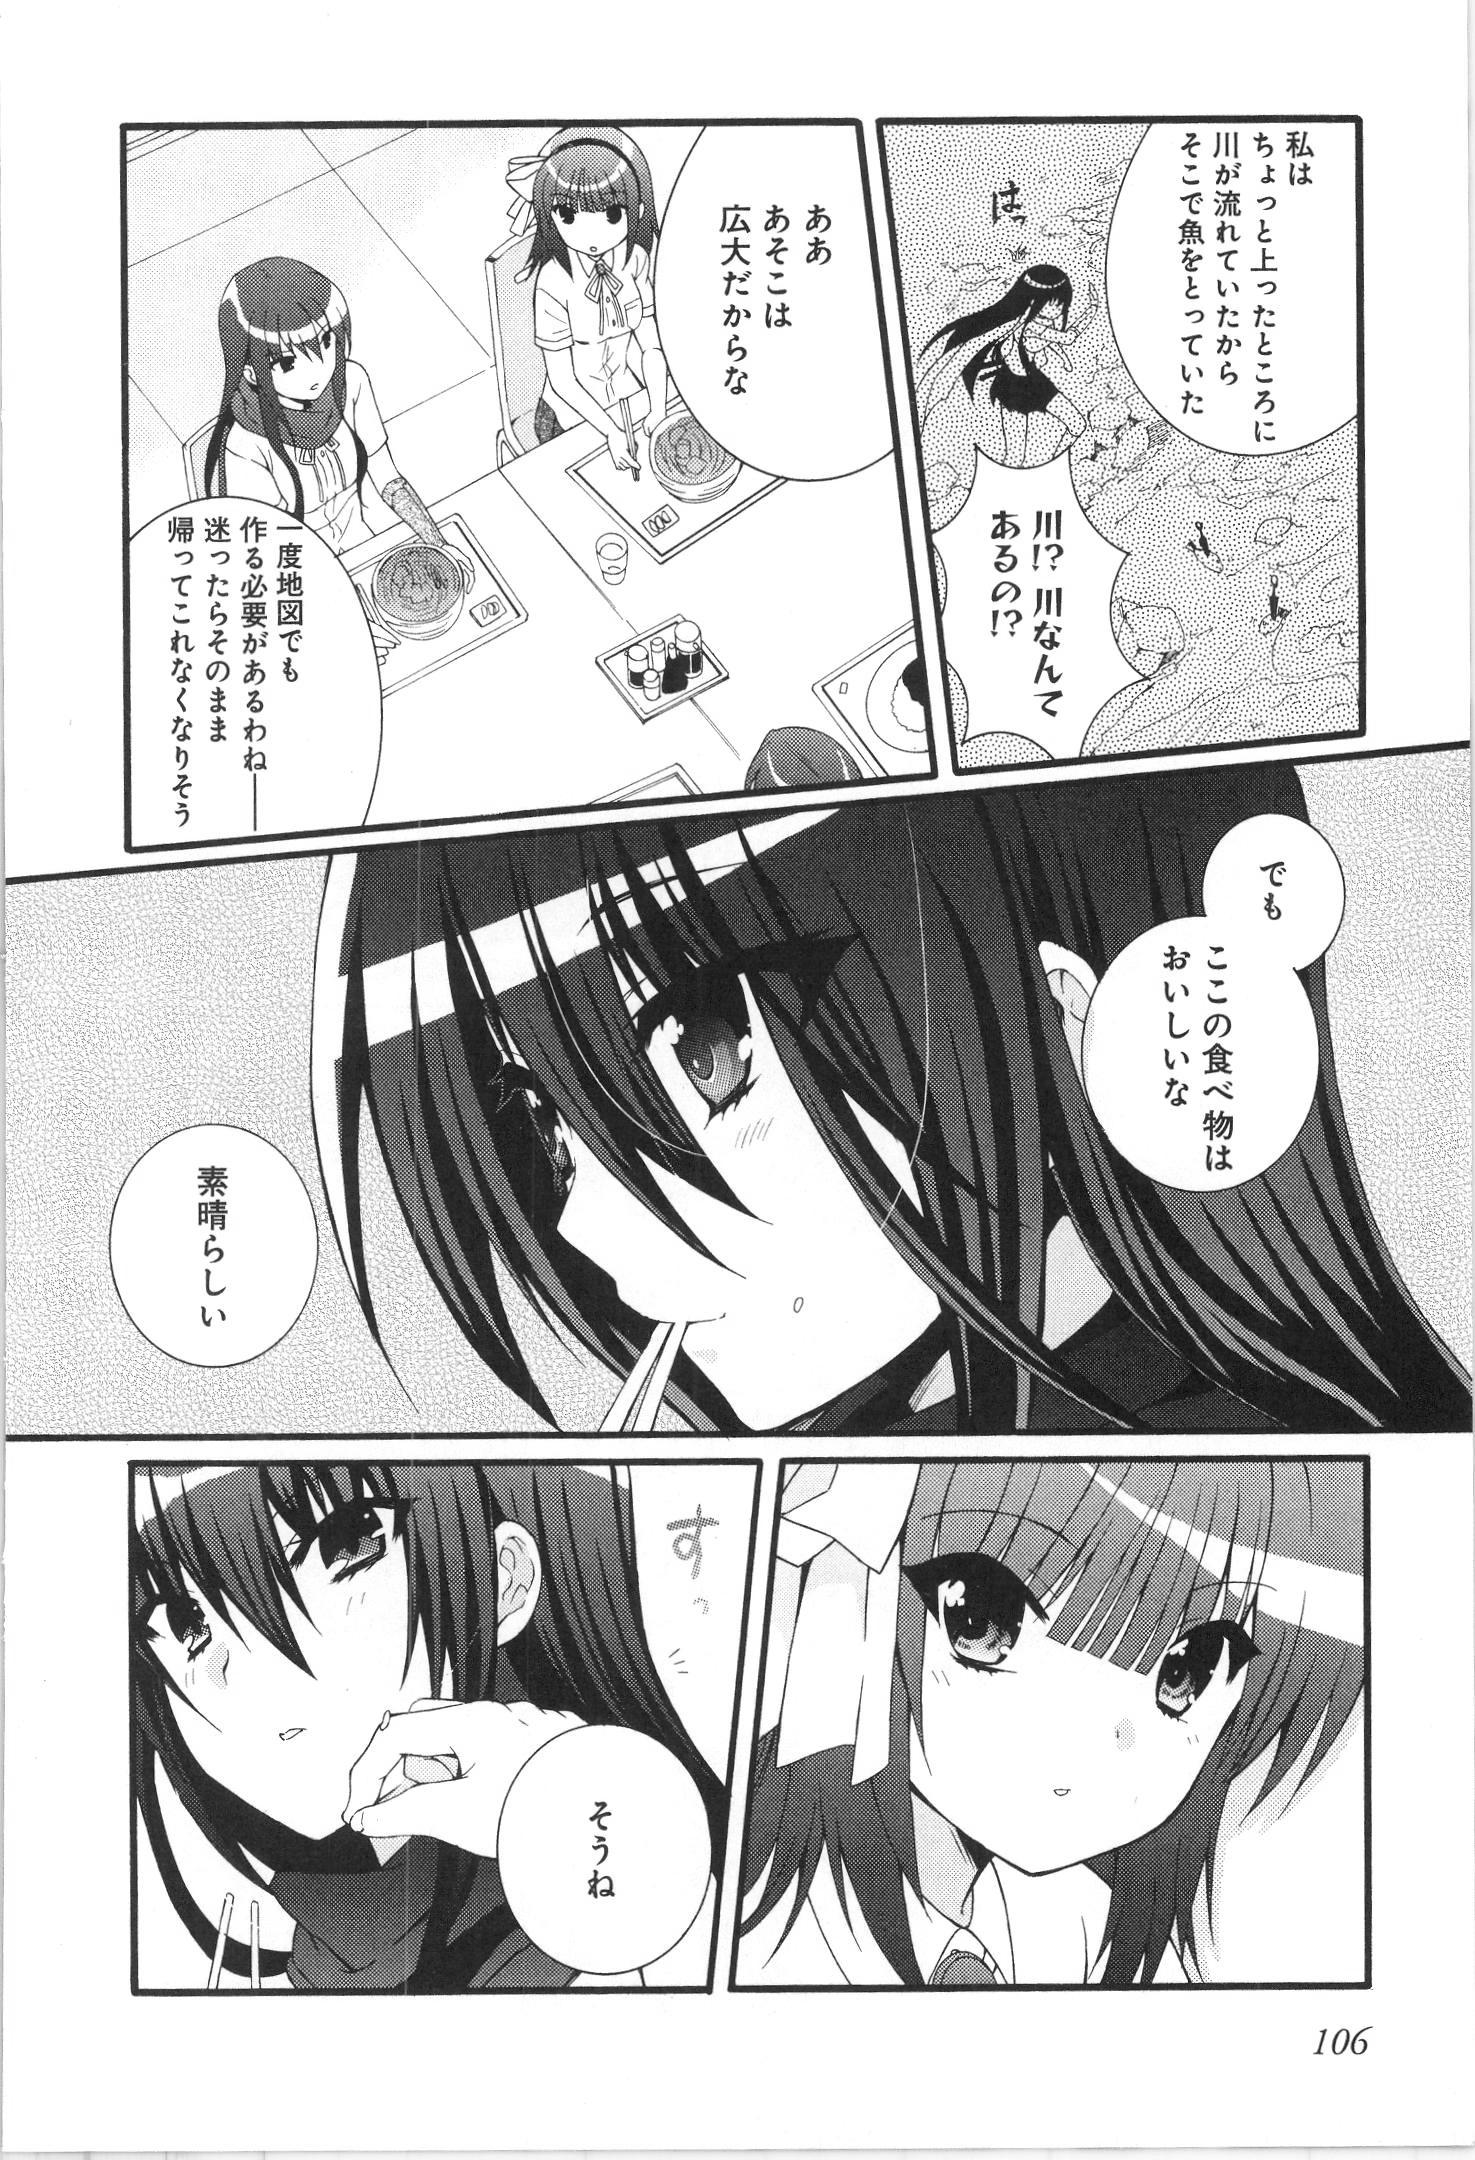 私は
ちょっと上ったところに
川が流れていたから
そこで魚をとっていた
はっ
川!?川なんて
あるの!?
ああ
あそこは
広大だからな
一度地図でも
作る必要があるわね――
迷ったらそのまま
帰ってこれなくなりそう
でも
ここの食べ物は
おいしいな
素晴らしい
すっ
そうね
106